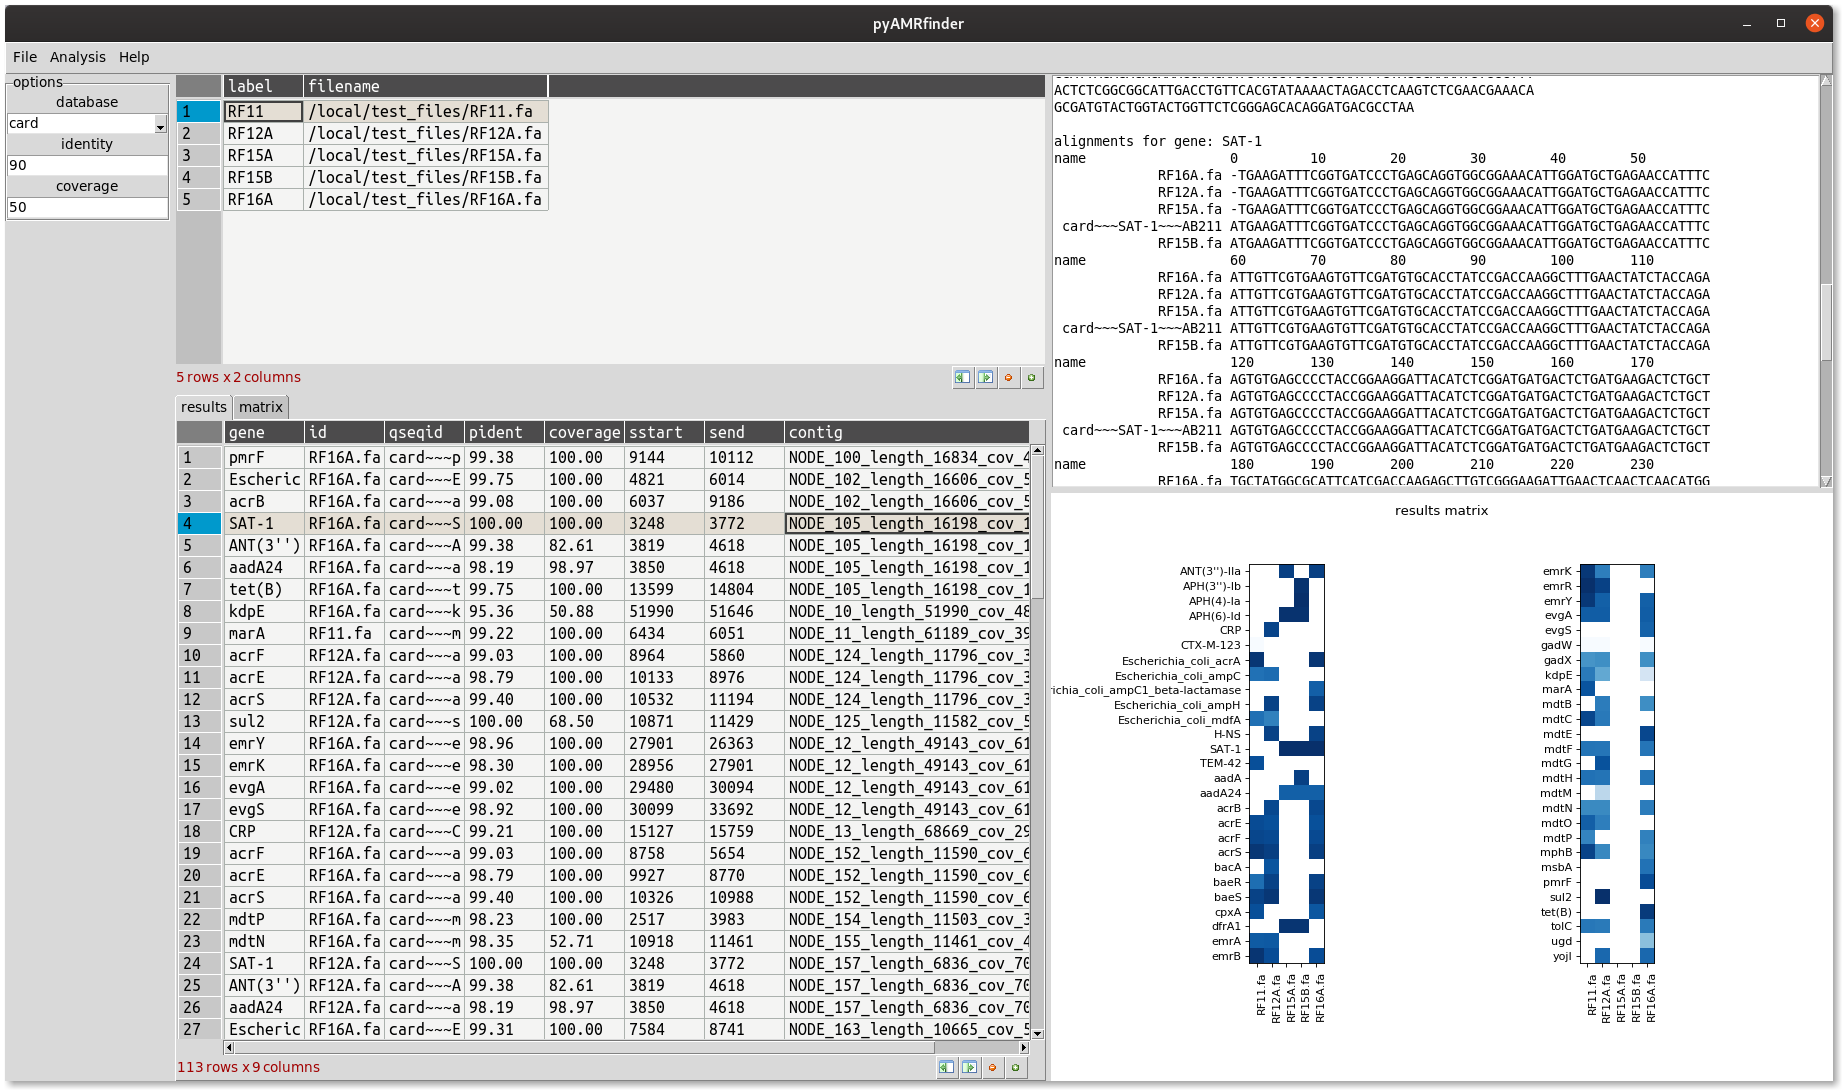 pyAMRfinder
File Analysis Help
options
database
card
identity
90
coverage
50
label filename
1 RF11 /local/test_files/RF11.fa
2 RF12A /local/test_files/RF12A.fa
3 RF15A /local/test_files/RF15A.fa
4 RF15B /local/test_files/RF15B.fa
5 RF16A /local/test_files/RF16A.fa
5 rows x 2 columns
results matrix
gene id qseqid pident coverage sstart send contig
1 pmrF RF16A.fa card~~~p 99.38 100.00 9144 10112 NODE_100_length_16834_cov_4
2 Escheric RF16A.fa card~~~E 99.75 100.00 4821 6014 NODE_102_length_16606_cov_5
3 acrB RF16A.fa card~~~a 99.08 100.00 6037 9186 NODE_102_length_16606_cov_5
4 SAT-1 RF16A.fa card~~~S 100.00 100.00 3248 3772 NODE_105_length_16198_cov_1
5 ANT(3'') RF16A.fa card~~~A 99.38 82.61 3819 4618 NODE_105_length_16198_cov_1
6 aadA24 RF16A.fa card~~~a 98.19 98.97 3850 4618 NODE_105_length_16198_cov_1
7 tet(B) RF16A.fa card~~~t 99.75 100.00 13599 14804 NODE_105_length_16198_cov_1
8 kdpE RF16A.fa card~~~k 95.36 50.88 51990 51646 NODE_10_length_51990_cov_48
9 marA RF11.fa card~~~m 99.22 100.00 6434 6051 NODE_11_length_61189_cov_39
10 acrF RF12A.fa card~~~a 99.03 100.00 8964 5860 NODE_124_length_11796_cov_3
11 acrE RF12A.fa card~~~a 98.79 100.00 10133 8976 NODE_124_length_11796_cov_3
12 acrS RF12A.fa card~~~a 99.40 100.00 10532 11194 NODE_124_length_11796_cov_3
13 sul2 RF12A.fa card~~~s 100.00 68.50 10871 11429 NODE_125_length_11582_cov_5
14 emrY RF16A.fa card~~~e 98.96 100.00 27901 26363 NODE_12_length_49143_cov_61
15 emrK RF16A.fa card~~~e 98.30 100.00 28956 27901 NODE_12_length_49143_cov_61
16 evgA RF16A.fa card~~~e 99.02 100.00 29480 30094 NODE_12_length_49143_cov_61
17 evgS RF16A.fa card~~~e 98.92 100.00 30099 33692 NODE_12_length_49143_cov_61
18 CRP RF12A.fa card~~~C 99.21 100.00 15127 15759 NODE_13_length_68669_cov_29
19 acrF RF16A.fa card~~~a 99.03 100.00 8758 5654 NODE_152_length_11590_cov_6
20 acrE RF16A.fa card~~~a 98.79 100.00 9927 8770 NODE_152_length_11590_cov_6
21 acrS RF16A.fa card~~~a 99.40 100.00 10326 10988 NODE_152_length_11590_cov_6
22 mdtP RF16A.fa card~~~m 98.23 100.00 2517 3983 NODE_154_length_11503_cov_3
23 mdtN RF16A.fa card~~~m 98.35 52.71 10918 11461 NODE_155_length_11461_cov_4
24 SAT-1 RF12A.fa card~~~S 100.00 100.00 3248 3772 NODE_157_length_6836_cov_70
25 ANT(3'') RF12A.fa card~~~A 99.38 82.61 3819 4618 NODE_157_length_6836_cov_70
26 aadA24 RF12A.fa card~~~a 98.19 98.97 3850 4618 NODE_157_length_6836_cov_70
27 Escheric RF16A.fa card~~~E 99.31 100.00 7584 8741 NODE_163_length_10665_cov_5
113 rows x 9 columns
ACTCTCGGCGGCATTGACCTGTTCACGTATAAAACTAGACCTCAAGTCTCGAACGAAACA
GCGATGTACTGGTACTGGTTCTCGGGAGCACAGGATGACGCCTAA
alignments for gene: SAT-1
name 0 10 20 30 40 50
RF16A.fa -TGAAGATTTCGGTGATCCCTGAGCAGGTGGCGGAAACATTGGATGCTGAGAACCATTTC
RF12A.fa -TGAAGATTTCGGTGATCCCTGAGCAGGTGGCGGAAACATTGGATGCTGAGAACCATTTC
RF15A.fa -TGAAGATTTCGGTGATCCCTGAGCAGGTGGCGGAAACATTGGATGCTGAGAACCATTTC
card~~~SAT-1~~~AB211 ATGAAGATTTCGGTGATCCCTGAGCAGGTGGCGGAAACATTGGATGCTGAGAACCATTTC
RF15B.fa ATGAAGATTTCGGTGATCCCTGAGCAGGTGGCGGAAACATTGGATGCTGAGAACCATTTC
name 60 70 80 90 100 110
RF16A.fa ATTGTTCGTGAAGTGTTCGATGTGCACCTATCCGACCAAGGCTTTGAACTATCTACCAGA
RF12A.fa ATTGTTCGTGAAGTGTTCGATGTGCACCTATCCGACCAAGGCTTTGAACTATCTACCAGA
RF15A.fa ATTGTTCGTGAAGTGTTCGATGTGCACCTATCCGACCAAGGCTTTGAACTATCTACCAGA
card~~~SAT-1~~~AB211 ATTGTTCGTGAAGTGTTCGATGTGCACCTATCCGACCAAGGCTTTGAACTATCTACCAGA
RF15B.fa ATTGTTCGTGAAGTGTTCGATGTGCACCTATCCGACCAAGGCTTTGAACTATCTACCAGA
name 120 130 140 150 160 170
RF16A.fa AGTGTGAGCCCCTACCGGAAGGATTACATCTCGGATGATGACTCTGATGAAGACTCTGCT
RF12A.fa AGTGTGAGCCCCTACCGGAAGGATTACATCTCGGATGATGACTCTGATGAAGACTCTGCT
RF15A.fa AGTGTGAGCCCCTACCGGAAGGATTACATCTCGGATGATGACTCTGATGAAGACTCTGCT
card~~~SAT-1~~~AB211 AGTGTGAGCCCCTACCGGAAGGATTACATCTCGGATGATGACTCTGATGAAGACTCTGCT
RF15B.fa AGTGTGAGCCCCTACCGGAAGGATTACATCTCGGATGATGACTCTGATGAAGACTCTGCT
name 180 190 200 210 220 230
RF16A.fa TGCTATGGCGCATTCATCGACCAAGAGCTTGTCGGGAAGATTGAACTCAACTCAACATGG
results matrix
ANT(3'')-IIa
APH(3'')-Ib
APH(4)-Ia
APH(6)-Id
CRP
CTX-M-123
Escherichia_coli_acrA
Escherichia_coli_ampC
richia_coli_ampC1_beta-lactamase
Escherichia_coli_ampH
Escherichia_coli_mdfA
H-NS
SAT-1
TEM-42
aadA
aadA24
acrB
acrE
acrF
acrS
bacA
baeR
baeS
cpxA
dfrA1
emrA
emrB
RF11.fa
RF12A.fa
RF15A.fa
RF15B.fa
RF16A.fa
emrK
emrR
emrY
evgA
evgS
gadW
gadX
kdpE
marA
mdtB
mdtC
mdtE
mdtF
mdtG
mdtH
mdtM
mdtN
mdtO
mdtP
mphB
msbA
pmrF
sul2
tet(B)
tolC
ugd
yojI
RF11.fa
RF12A.fa
RF15A.fa
RF15B.fa
RF16A.fa